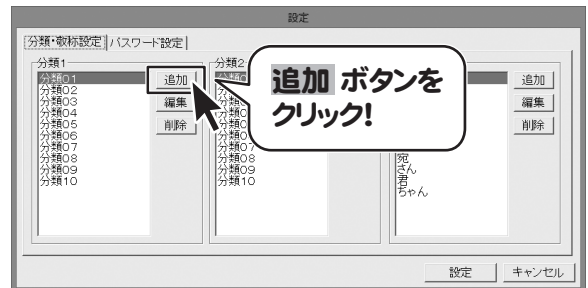 設定
分類・敬称設定 パスワード設定
分類1
分類01
分類02
分類03
分類04
分類05
分類06
分類07
分類08
分類09
分類10
追加
編集
削除
分類2
分類07
分類08
分類09
分類10
追加 ボタンを
クリック!
宛
さん
君
ちゃん
追加
編集
削除
設定 キャンセル